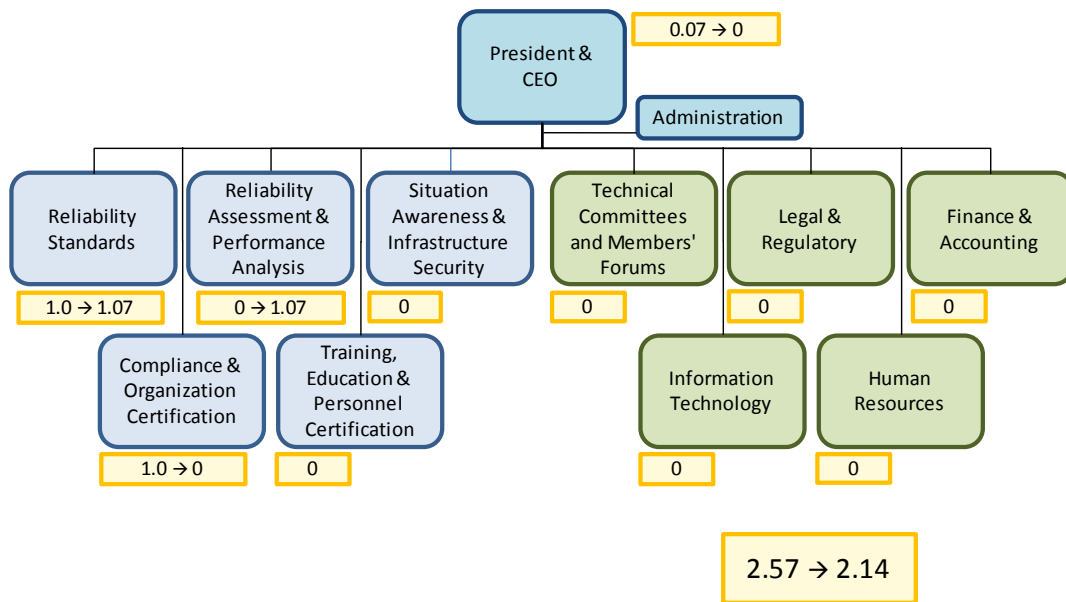 0.07 → 0
President &
CEO
Administration
Reliability
Standards
Reliability
Assessment &
Performance
Analysis
Situation
Awareness &
Infrastructure
Security
Technical
Committees
and Members'
Forums
Legal &
Regulatory
Finance &
Accounting
1.0 → 1.07
0 → 1.07
0
0
0
0
Compliance &
Organization
Certification
Training,
Education &
Personnel
Certification
Information
Technology
Human
Resources
1.0 → 0
0
0
0
2.57 → 2.14